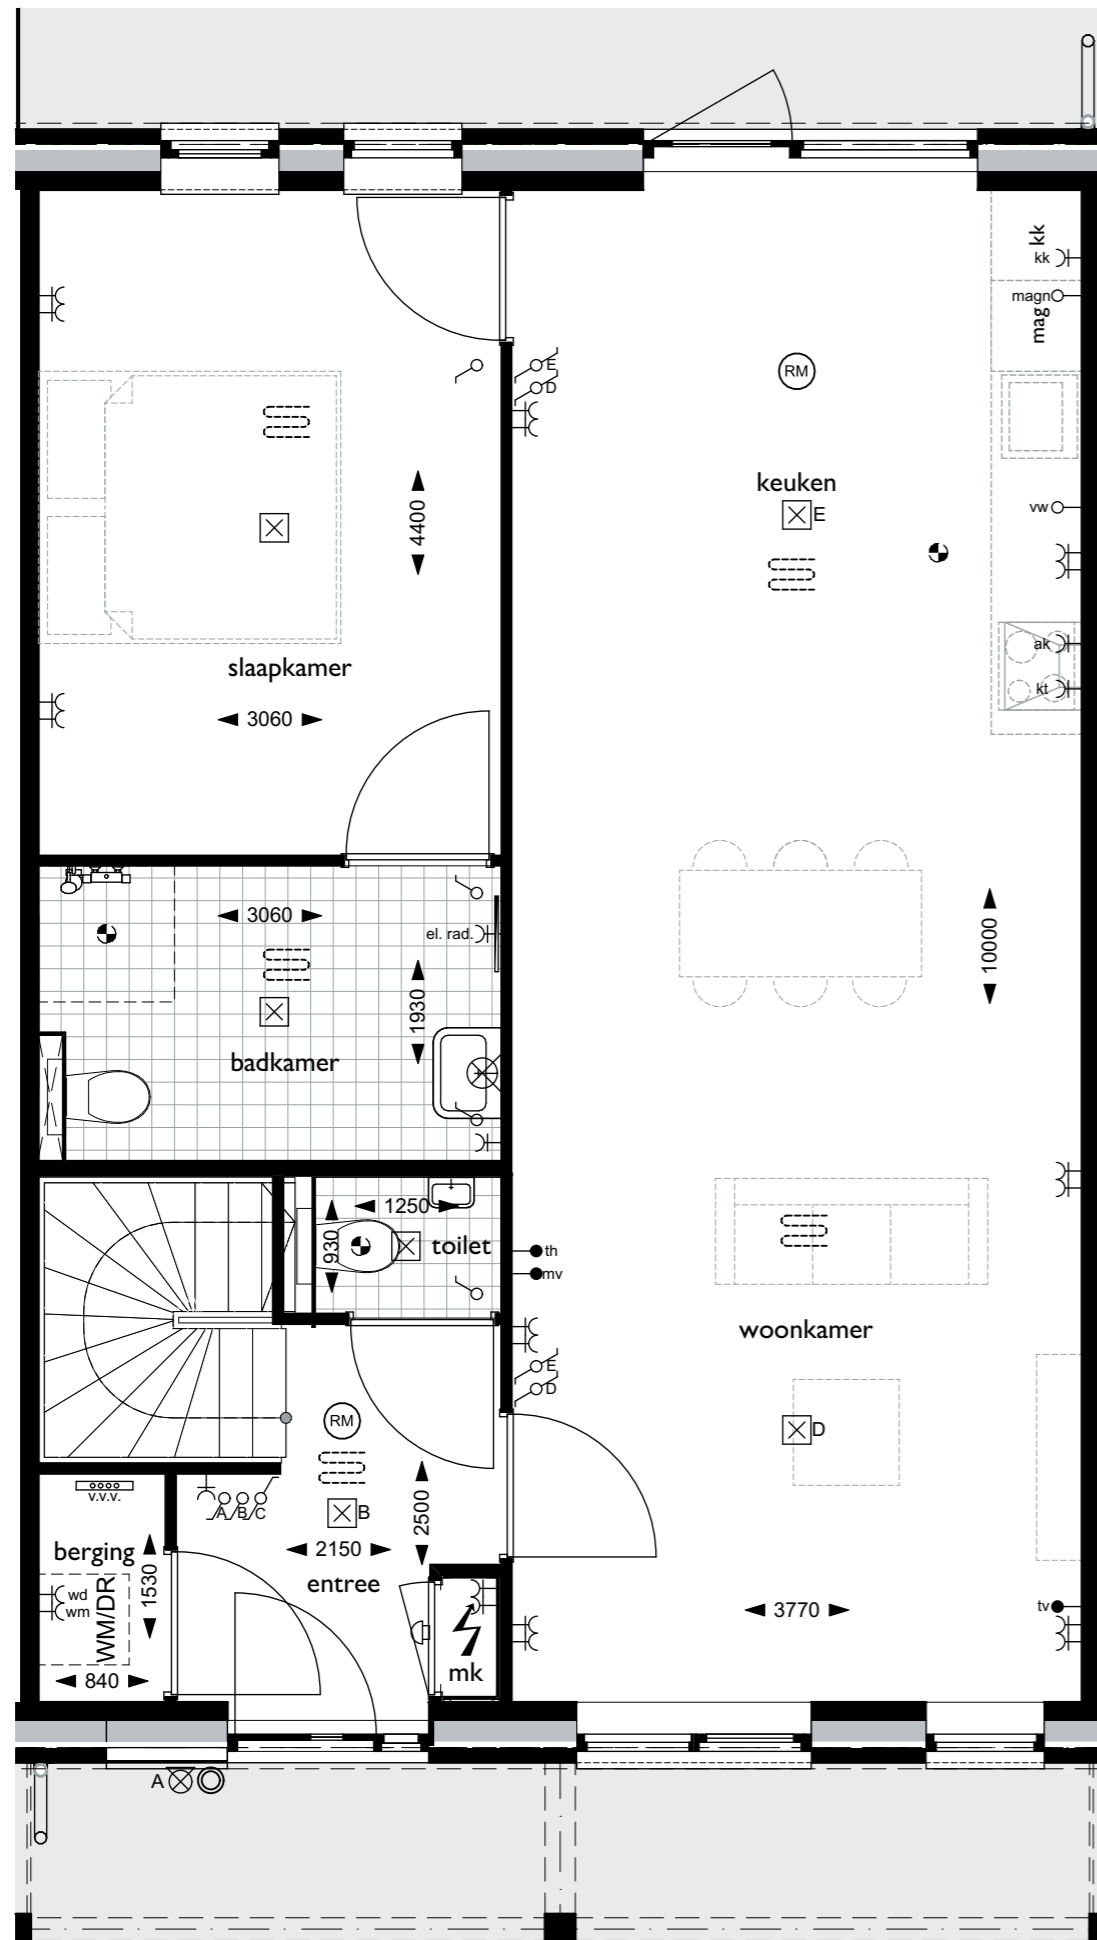 kk
kk
magn
mag
E
D
RM
keuken
E
4400
vw
ak
kt
slaapkamer
3060
3060
el. rad.
1930
10000
badkamer
1250
930
toilet
th
mv
woonkamer
E
D
RM
D
v.v.v.
A
B
C
B
2500
2150
entree
berging
1530
wd
wm
WM/DR
840
mk
3770
tv
A